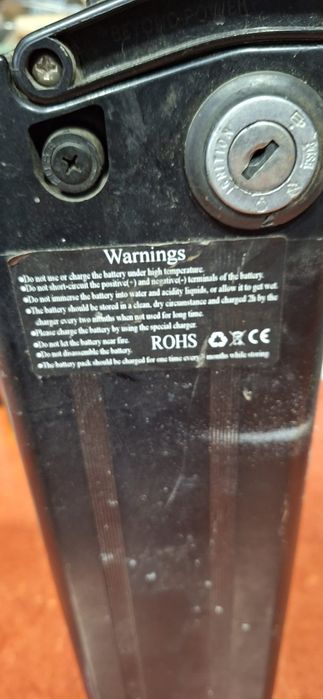 BEYOND POWER
IGNITION
PUSH
Warnings
●Do not use or charge the battery under high temperature.
●Do not short-circuit the positive(+) and negative(-) terminals of the battery.
●Do not immerse the battery into water and acidity liquids, or allow it to get wet.
●The battery should be stored in a clean, dry circumstance and charged 2h by the
charger every two months when not used for long time.
●Please charge the battery by using the special charger.
●Do not let the battery near fire.
●Do not disassemble the battery.
ROHS CE
●The battery pack should be charged for one time every months while storing